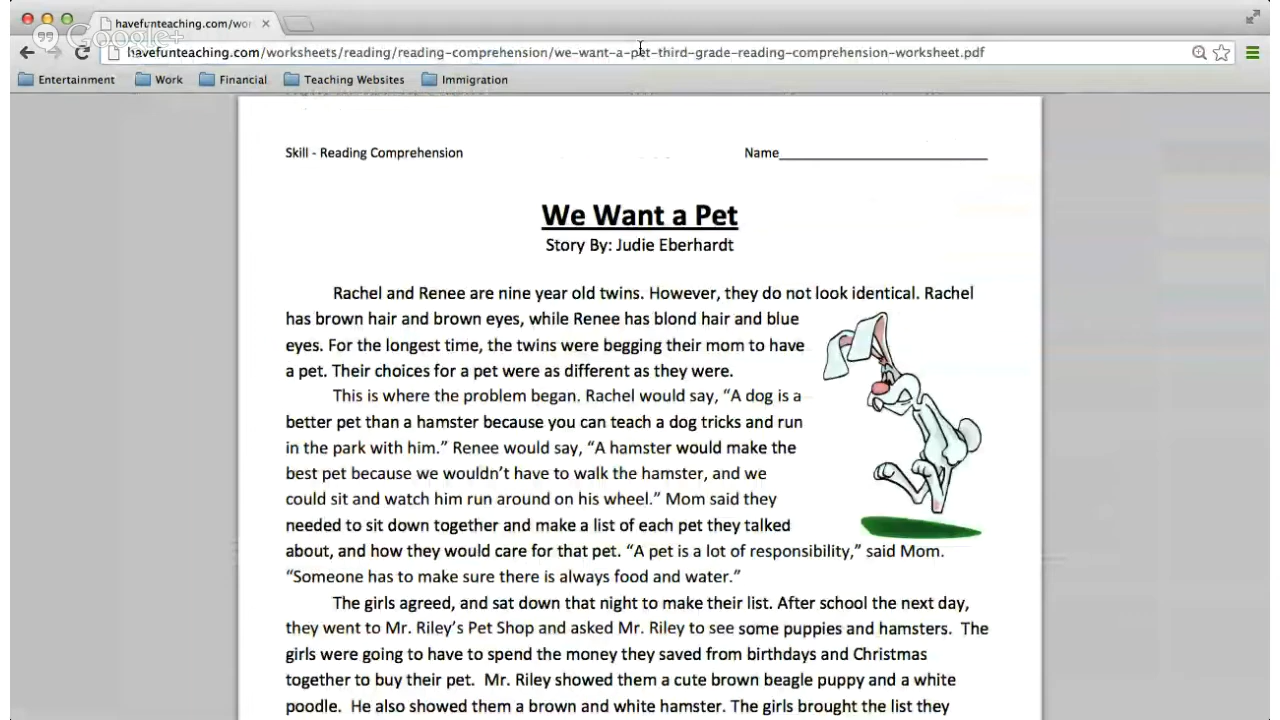 havefunteaching.com/wor
Google+
havefunteaching.com/worksheets/reading/reading-comprehension/we-want-a-pet-third-grade-reading-comprehension-worksheet.pdf
Entertainment Work Financial Teaching Websites Immigration
Skill - Reading Comprehension Name
We Want a Pet
Story By: Judie Eberhardt
Rachel and Renee are nine year old twins. However, they do not look identical. Rachel
has brown hair and brown eyes, while Renee has blond hair and blue
eyes. For the longest time, the twins were begging their mom to have
a pet. Their choices for a pet were as different as they were.
This is where the problem began. Rachel would say, “A dog is a
better pet than a hamster because you can teach a dog tricks and run
in the park with him.” Renee would say, “A hamster would make the
best pet because we wouldn’t have to walk the hamster, and we
could sit and watch him run around on his wheel.” Mom said they
needed to sit down together and make a list of each pet they talked
about, and how they would care for that pet. “A pet is a lot of responsibility,” said Mom.
“Someone has to make sure there is always food and water.”
The girls agreed, and sat down that night to make their list. After school the next day,
they went to Mr. Riley’s Pet Shop and asked Mr. Riley to see some puppies and hamsters. The
girls were going to have to spend the money they saved from birthdays and Christmas
together to buy their pet. Mr. Riley showed them a cute brown beagle puppy and a white
poodle. He also showed them a brown and white hamster. The girls brought the list they